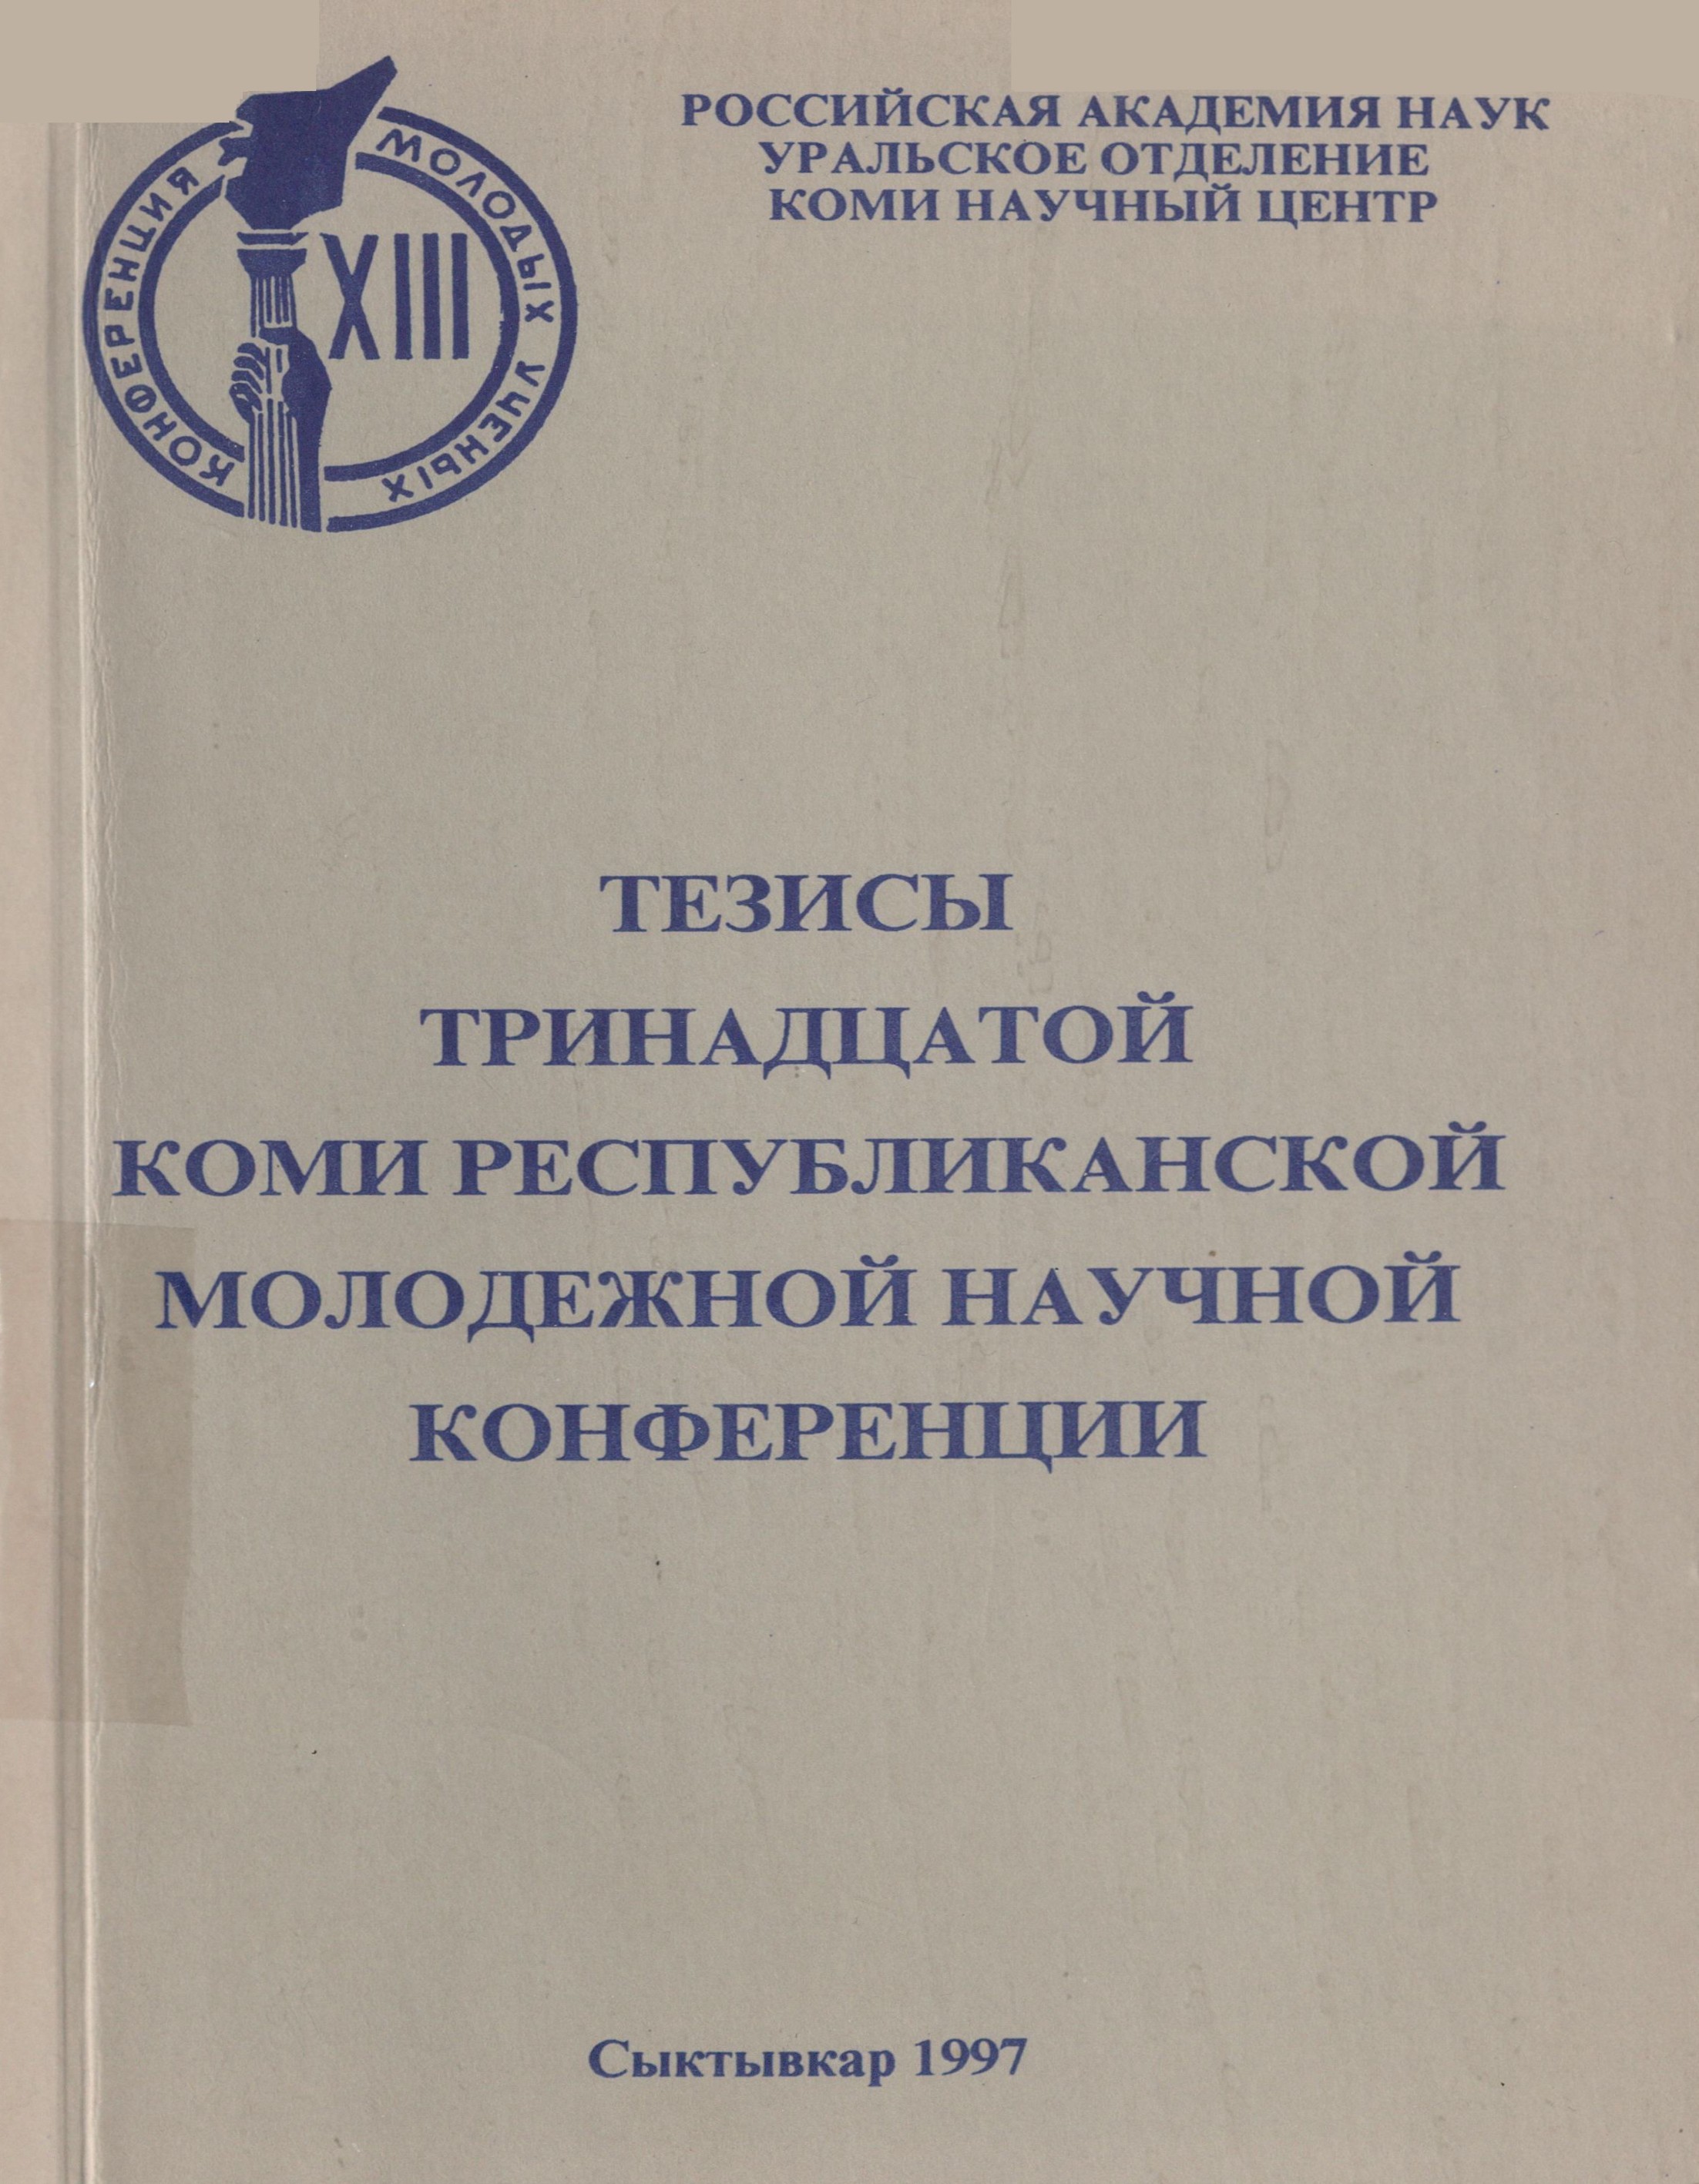 КОНФЕРЕНЦИЯ МОЛОДЫХ УЧЕНЫХ
XIII
РОССИЙСКАЯ АКАДЕМИЯ НАУК
УРАЛЬСКОЕ ОТДЕЛЕНИЕ
КОМИ НАУЧНЫЙ ЦЕНТР
ТЕЗИСЫ
ТРИНАДЦАТОЙ
КОМИ РЕСПУБЛИКАНСКОЙ
МОЛОДЕЖНОЙ НАУЧНОЙ
КОНФЕРЕНЦИИ
Сыктывкар 1997